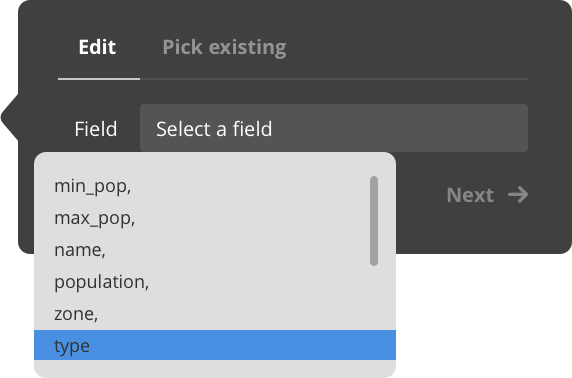 Edit
Pick existing
Field
Select a field
min_pop,
max_pop,
name,
population,
zone,
type
Next